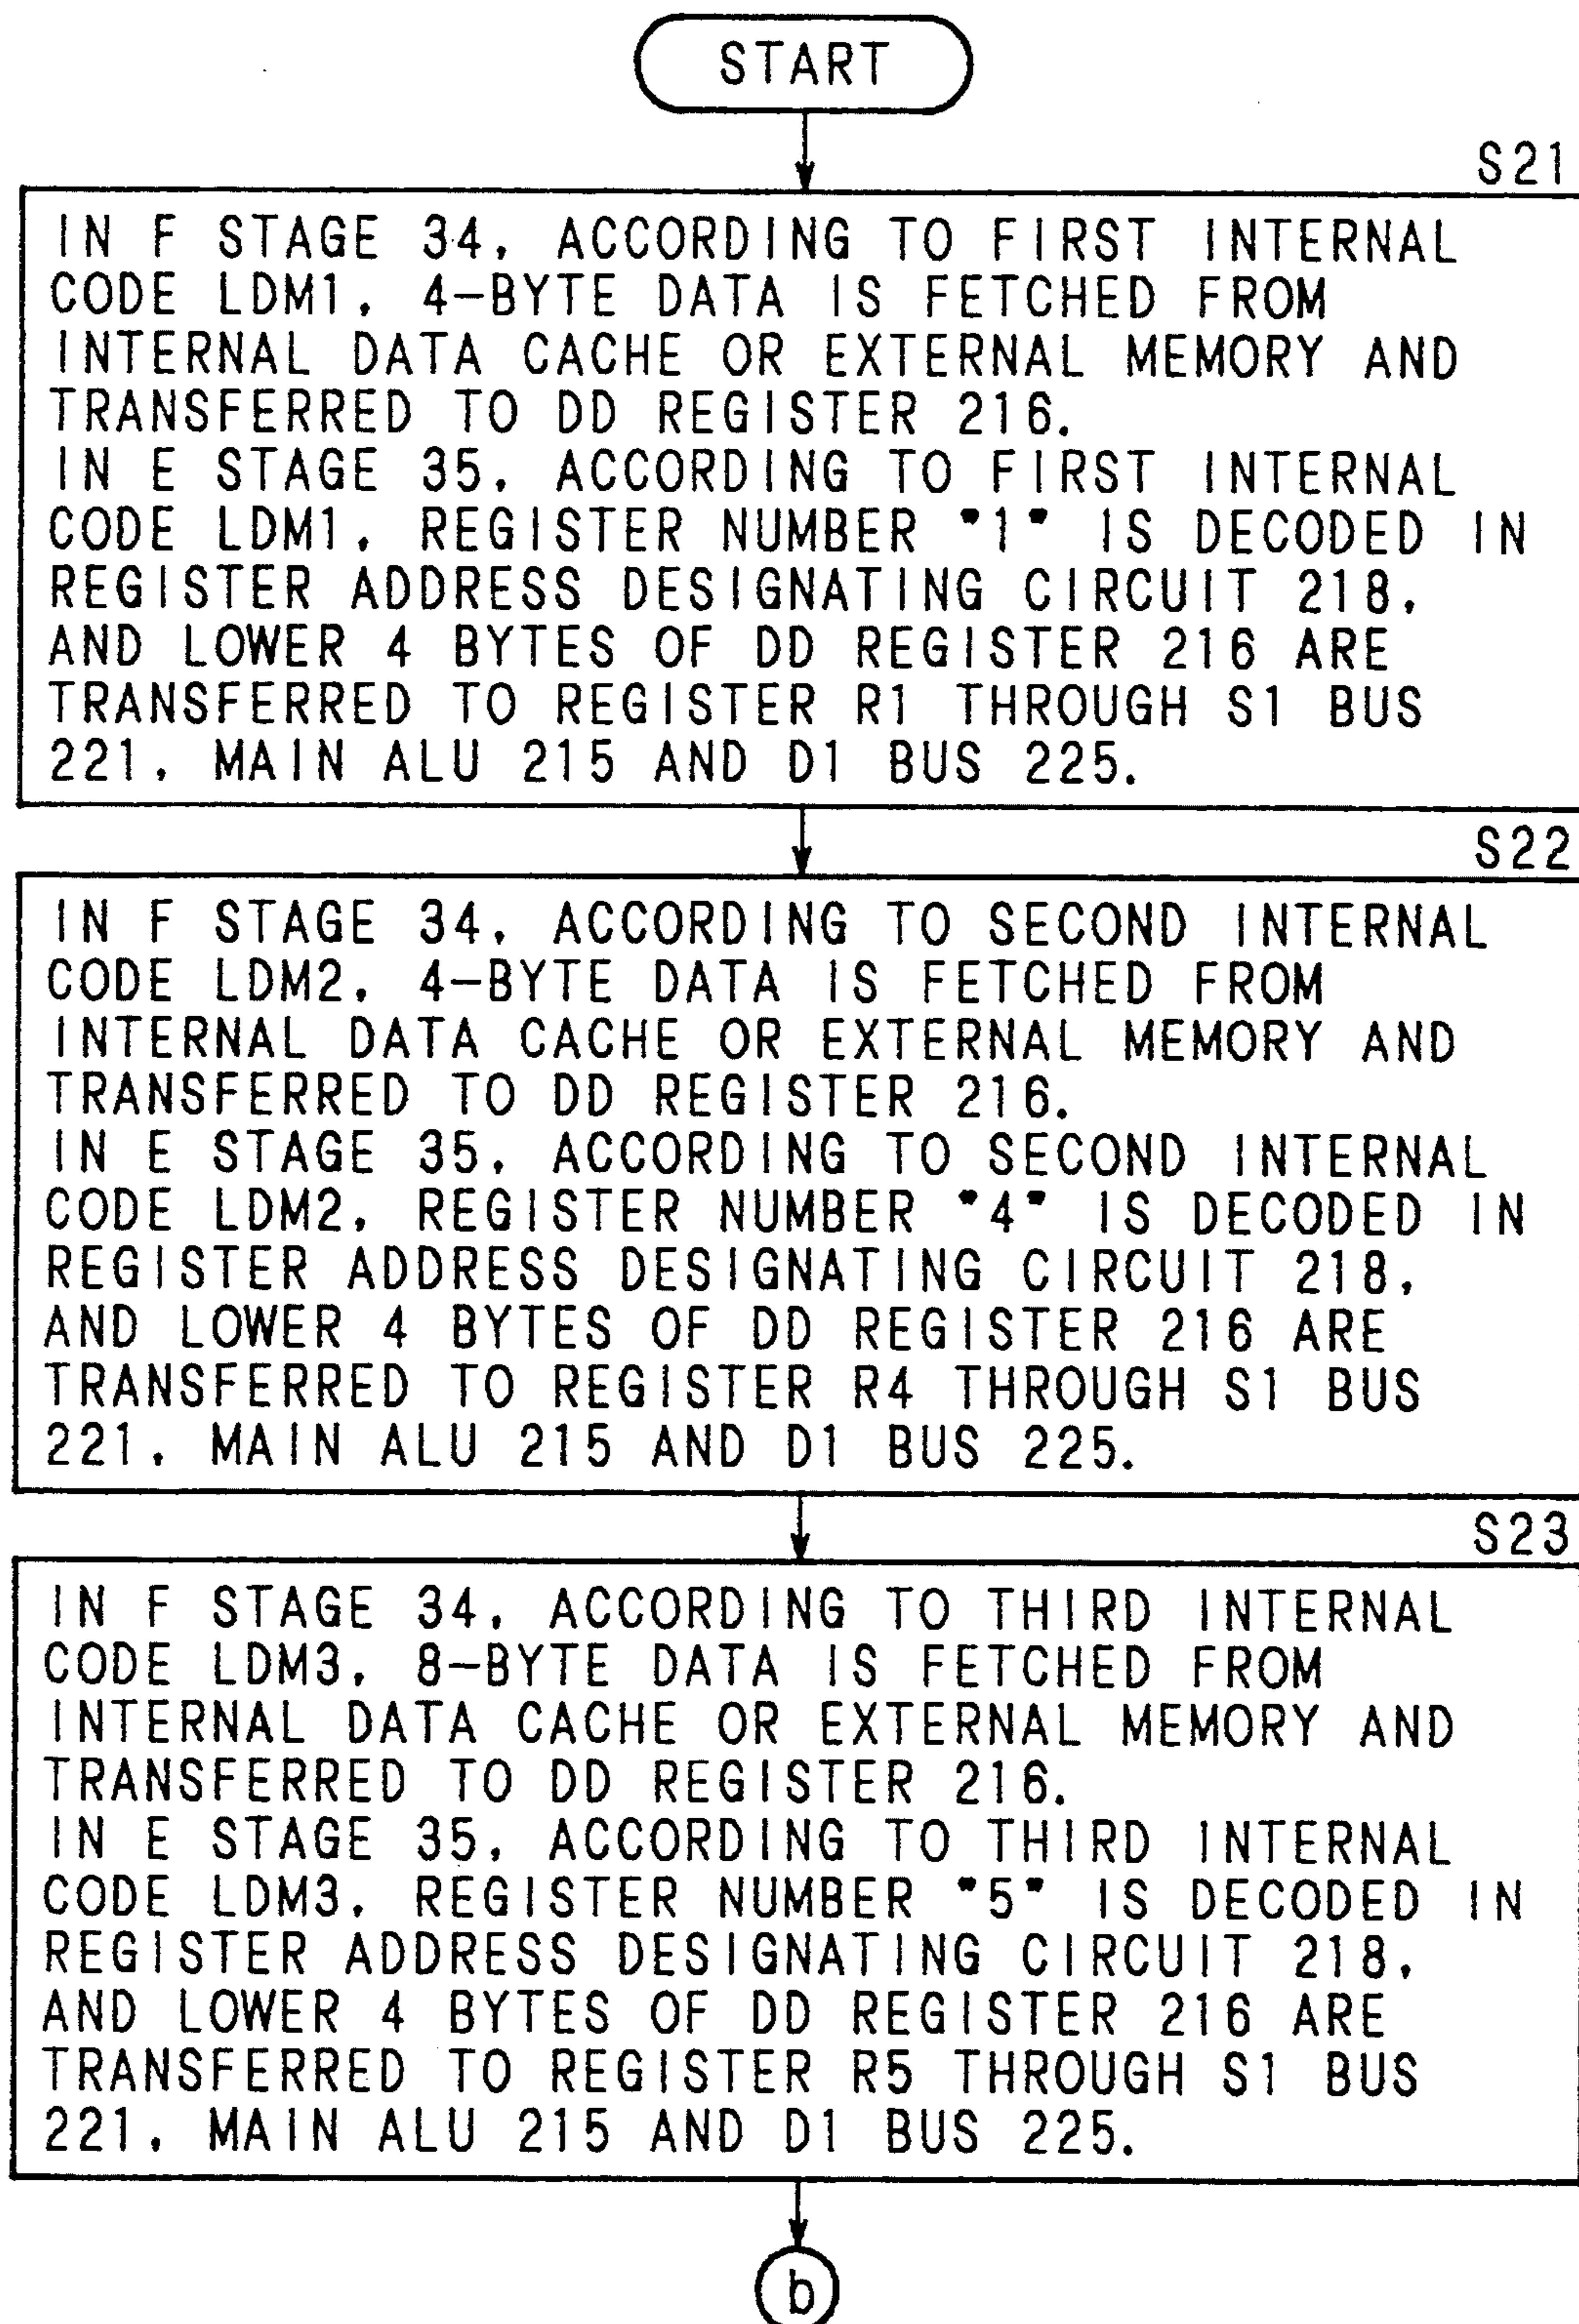 START
S21
IN F STAGE 34, ACCORDING TO FIRST INTERNAL
CODE LDM1, 4-BYTE DATA IS FETCHED FROM
INTERNAL DATA CACHE OR EXTERNAL MEMORY AND
TRANSFERRED TO DD REGISTER 216.
IN E STAGE 35, ACCORDING TO FIRST INTERNAL
CODE LDM1, REGISTER NUMBER "1" IS DECODED IN
REGISTER ADDRESS DESIGNATING CIRCUIT 218,
AND LOWER 4 BYTES OF DD REGISTER 216 ARE
TRANSFERRED TO REGISTER R1 THROUGH S1 BUS
221, MAIN ALU 215 AND D1 BUS 225.
S22
IN F STAGE 34, ACCORDING TO SECOND INTERNAL
CODE LDM2, 4-BYTE DATA IS FETCHED FROM
INTERNAL DATA CACHE OR EXTERNAL MEMORY AND
TRANSFERRED TO DD REGISTER 216.
IN E STAGE 35, ACCORDING TO SECOND INTERNAL
CODE LDM2, REGISTER NUMBER "4" IS DECODED IN
REGISTER ADDRESS DESIGNATING CIRCUIT 218,
AND LOWER 4 BYTES OF DD REGISTER 216 ARE
TRANSFERRED TO REGISTER R4 THROUGH S1 BUS
221, MAIN ALU 215 AND D1 BUS 225.
S23
IN F STAGE 34, ACCORDING TO THIRD INTERNAL
CODE LDM3, 8-BYTE DATA IS FETCHED FROM
INTERNAL DATA CACHE OR EXTERNAL MEMORY AND
TRANSFERRED TO DD REGISTER 216.
IN E STAGE 35, ACCORDING TO THIRD INTERNAL
CODE LDM3, REGISTER NUMBER "5" IS DECODED IN
REGISTER ADDRESS DESIGNATING CIRCUIT 218,
AND LOWER 4 BYTES OF DD REGISTER 216 ARE
TRANSFERRED TO REGISTER R5 THROUGH S1 BUS
221, MAIN ALU 215 AND D1 BUS 225.
b